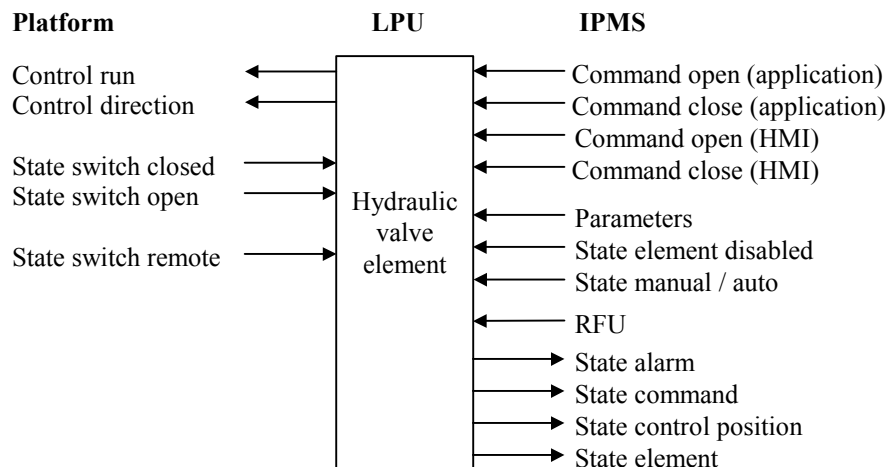 Platform LPU IPMS
Control run
Control direction
State switch closed
State switch open
State switch remote
Hydraulic
valve
element
Command open (application)
Command close (application)
Command open (HMI)
Command close (HMI)
Parameters
State element disabled
State manual / auto
RFU
State alarm
State command
State control position
State element